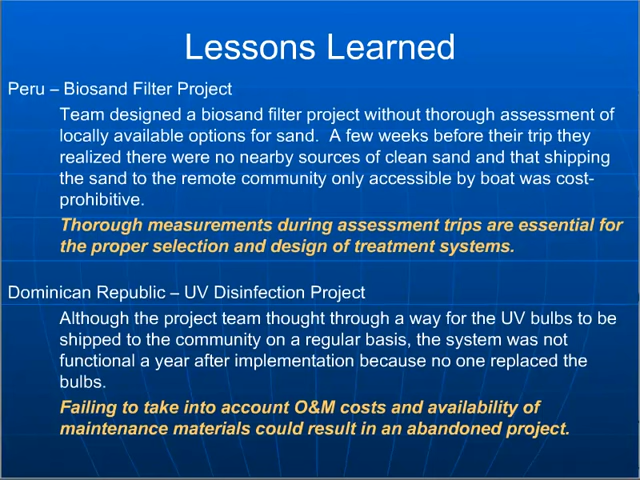 Lessons Learned
Peru – Biosand Filter Project
Team designed a biosand filter project without thorough assessment of
locally available options for sand.  A few weeks before their trip they
realized there were no nearby sources of clean sand and that shipping
the sand to the remote community only accessible by boat was cost-
prohibitive.
Thorough measurements during assessment trips are essential for
the proper selection and design of treatment systems.
Dominican Republic – UV Disinfection Project
Although the project team thought through a way for the UV bulbs to be
shipped to the community on a regular basis, the system was not
functional a year after implementation because no one replaced the
bulbs.
Failing to take into account O&M costs and availability of
maintenance materials could result in an abandoned project.